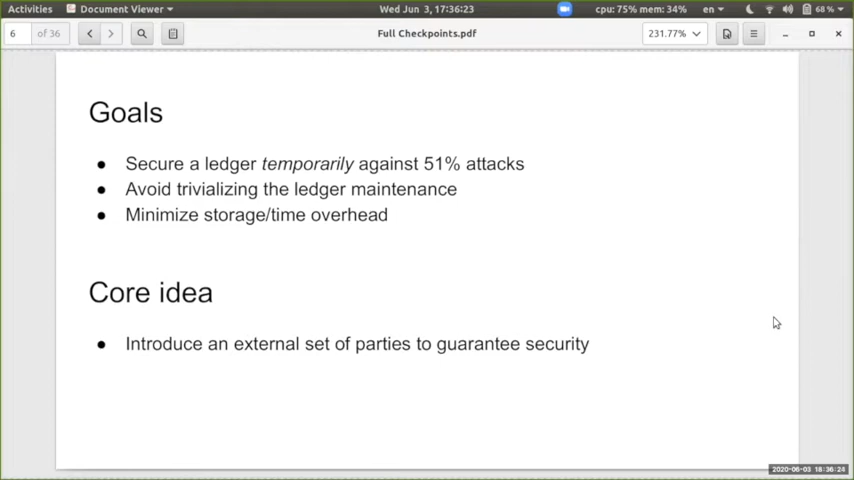 Activities Document Viewer Wed Jun 3, 17:36:23 cpu: 75% mem: 34% en 68 %
6 of 36 Full Checkpoints.pdf 231.77%
Goals
● Secure a ledger temporarily against 51% attacks
● Avoid trivializing the ledger maintenance
● Minimize storage/time overhead
Core idea
● Introduce an external set of parties to guarantee security
2020-06-03 18:36:24